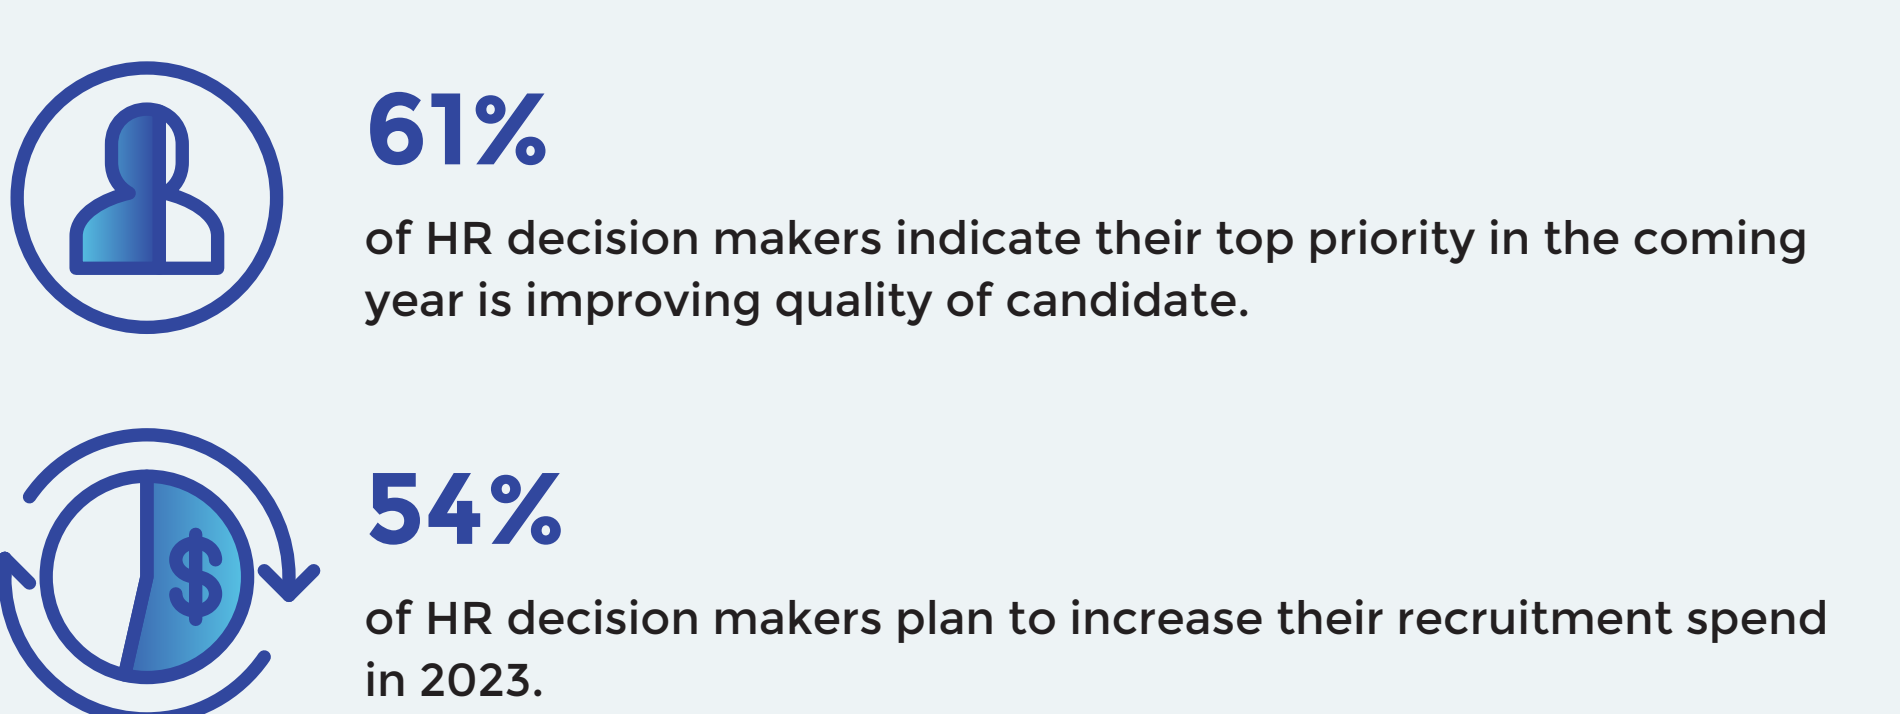 61%
of HR decision makers indicate their top priority in the coming
year is improving quality of candidate.
$
54%
of HR decision makers plan to increase their recruitment spend
in 2023.